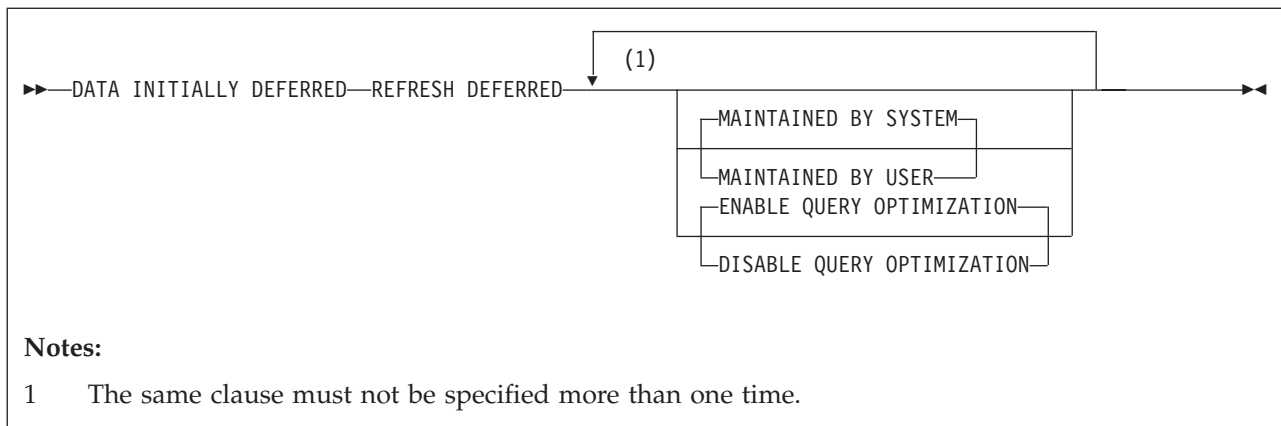 (1)
DATA INITIALLY DEFERRED REFRESH DEFERRED
MAINTAINED BY SYSTEM
MAINTAINED BY USER
ENABLE QUERY OPTIMIZATION
DISABLE QUERY OPTIMIZATION
Notes:
1 The same clause must not be specified more than one time.